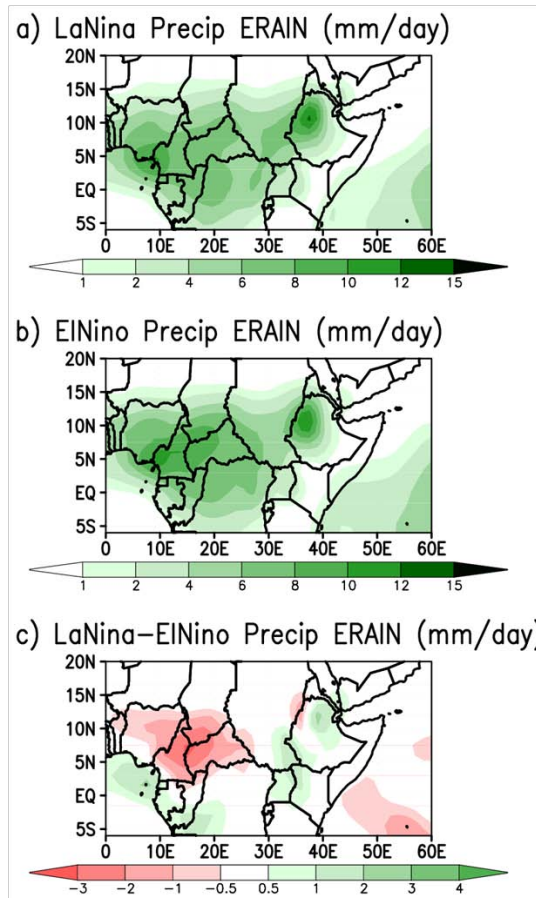 a) LaNina Precip ERAIN (mm/day)
20N
15N
10N
5N
EQ
5S
0 10E 20E 30E 40E 50E 60E
1 2 4 6 8 10 12 15
b) ElNino Precip ERAIN (mm/day)
20N
15N
10N
5N
EQ
5S
0 10E 20E 30E 40E 50E 60E
1 2 4 6 8 10 12 15
c) LaNina-ElNino Precip ERAIN (mm/day)
20N
15N
10N
5N
EQ
5S
0 10E 20E 30E 40E 50E 60E
-3 -2 -1 -0.5 0.5 1 2 3 4